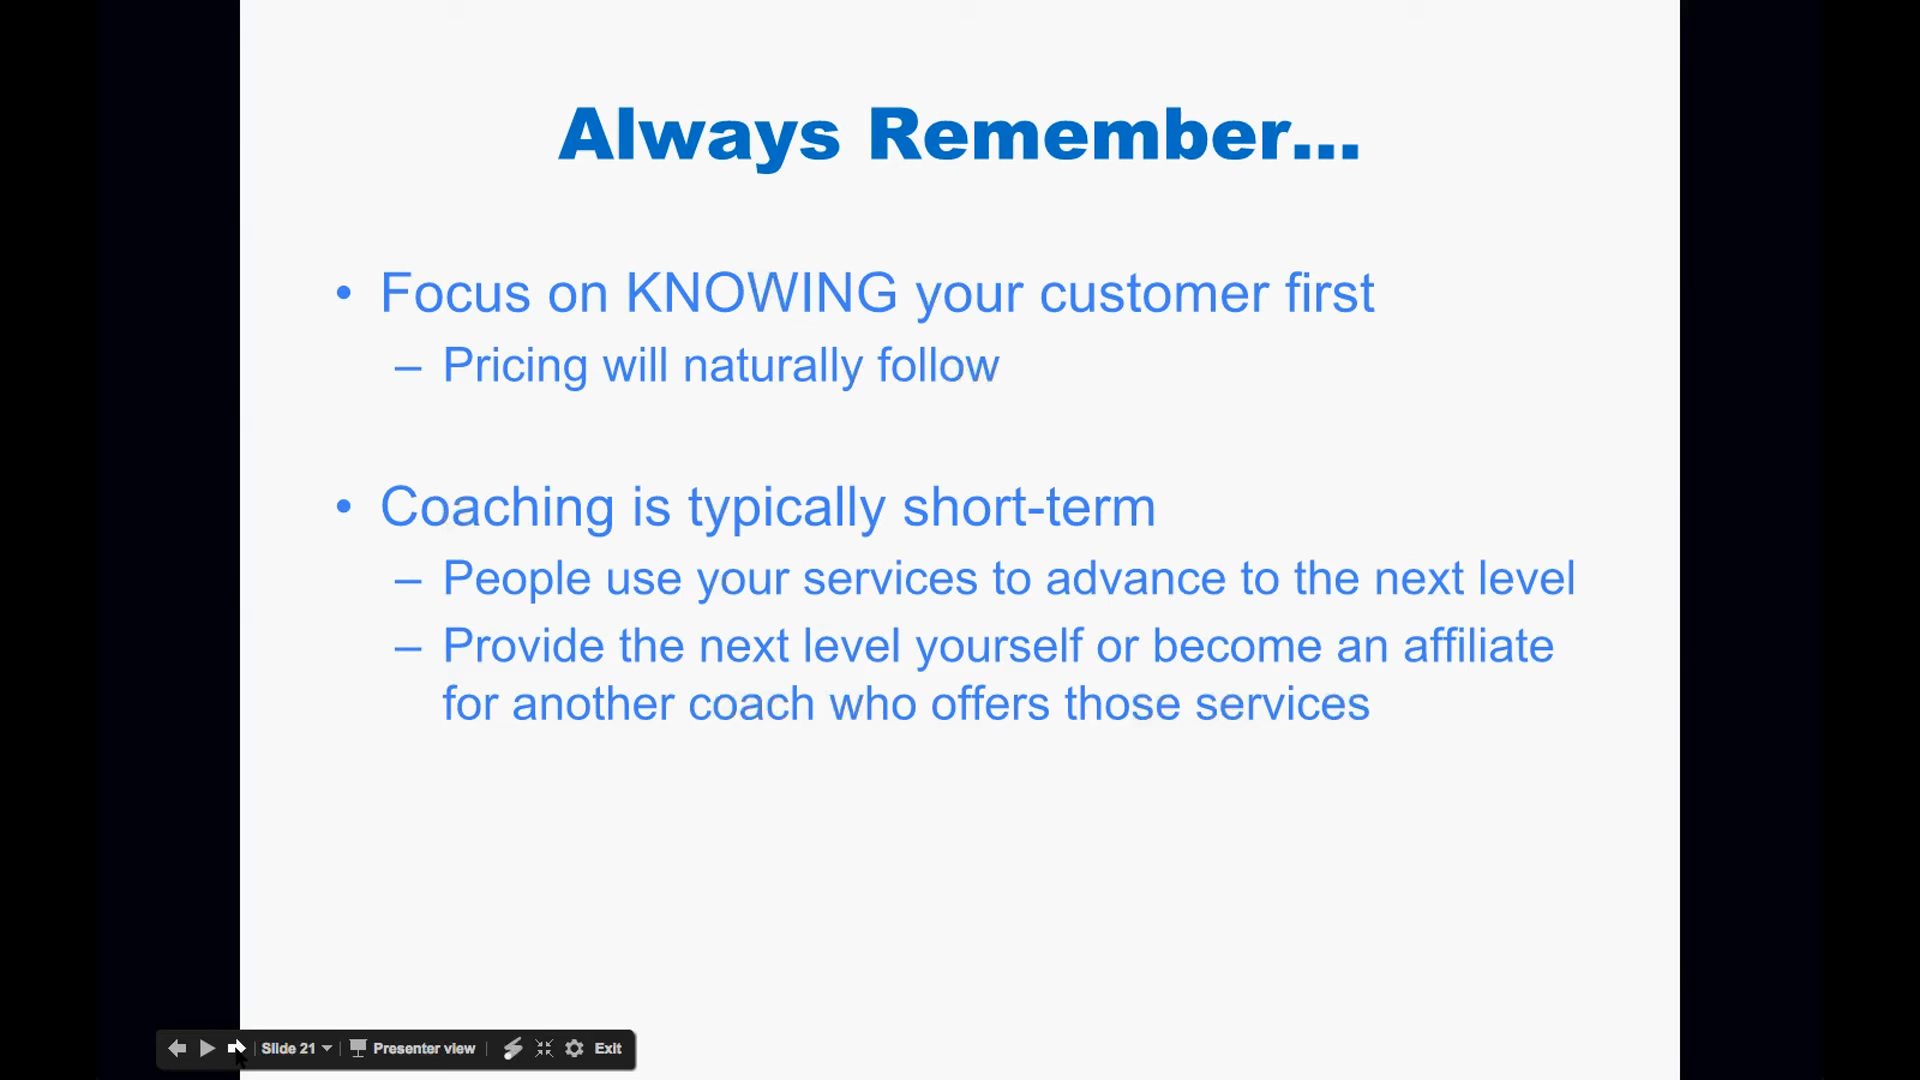 Always Remember...
• Focus on KNOWING your customer first
– Pricing will naturally follow
• Coaching is typically short-term
– People use your services to advance to the next level
– Provide the next level yourself or become an affiliate
for another coach who offers those services
Slide 21 Presenter view Exit